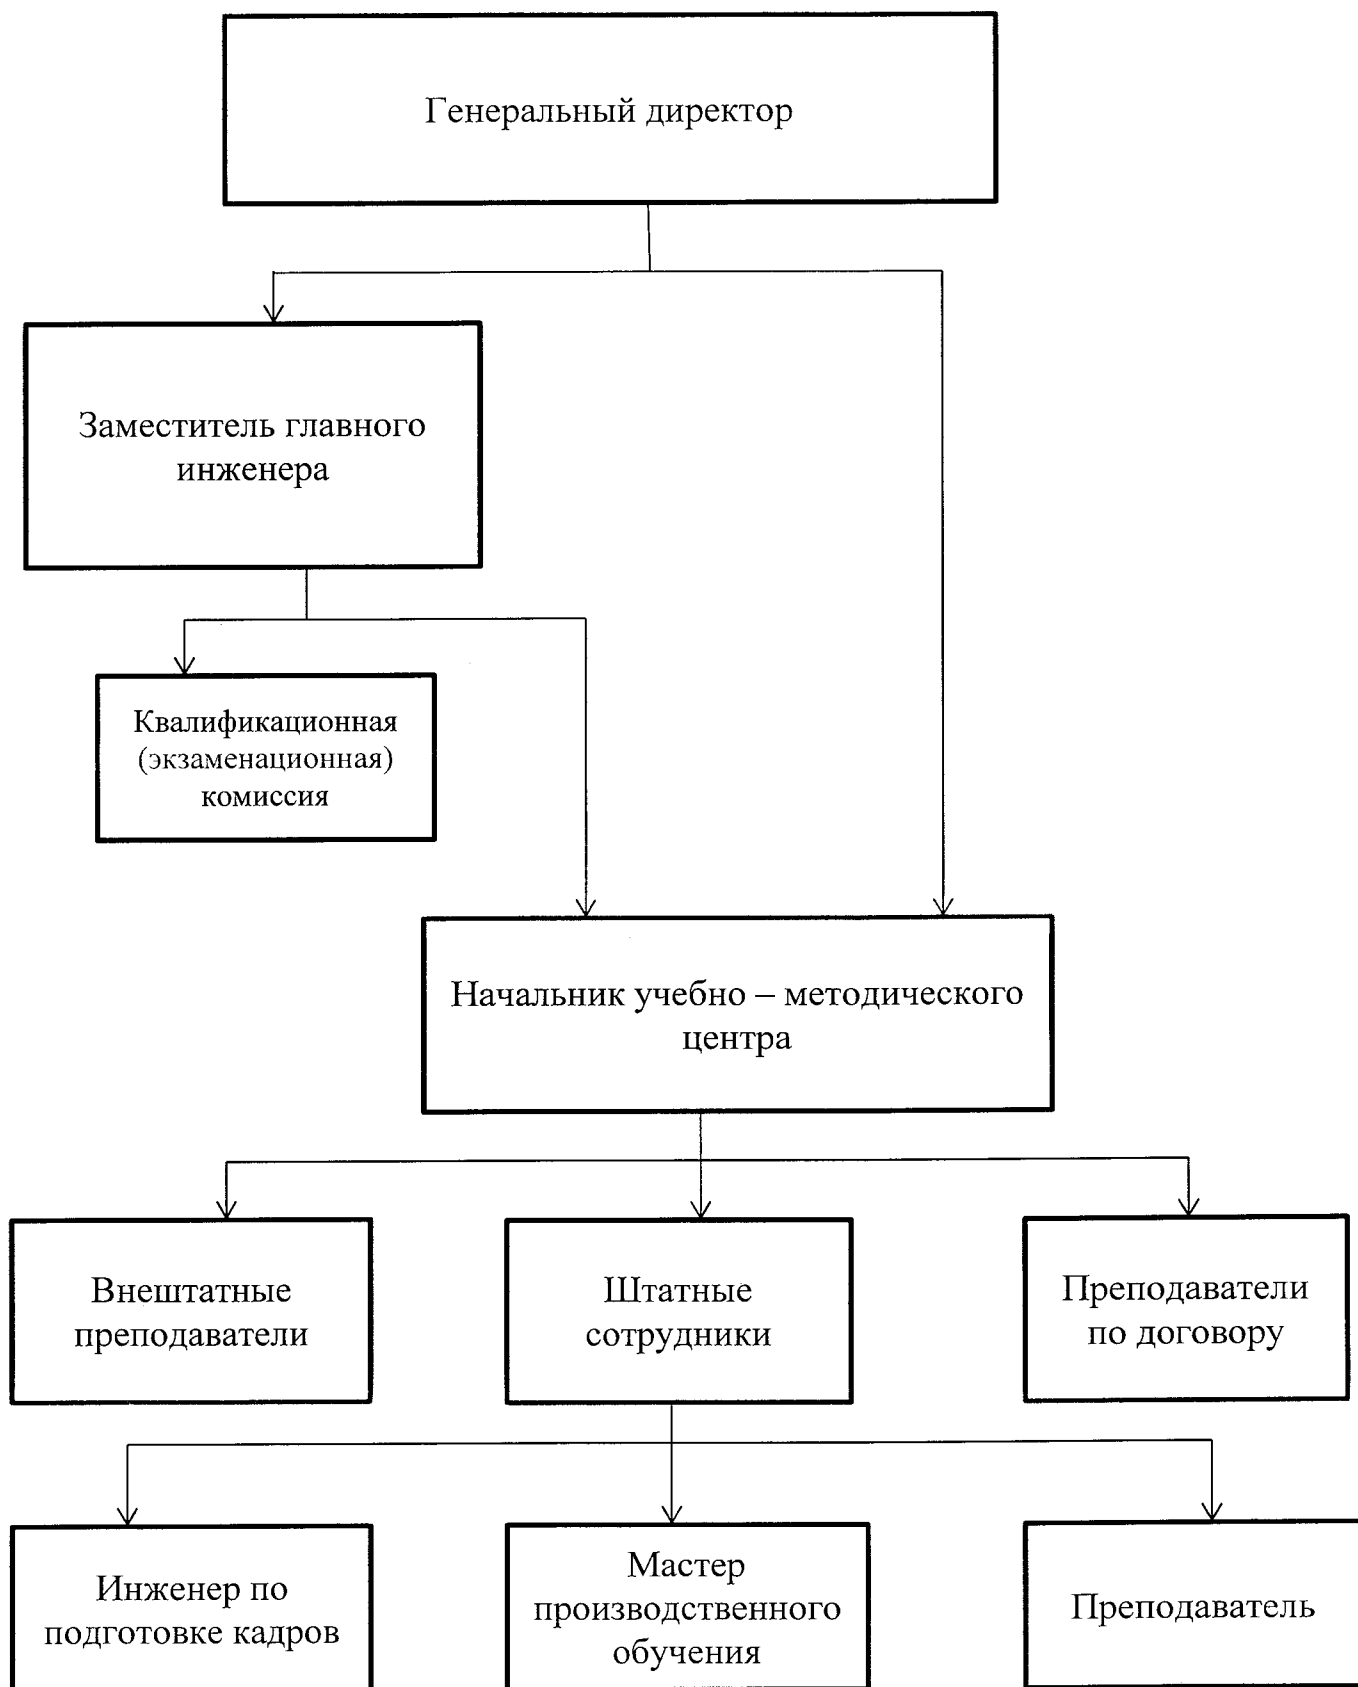 Генеральный директор
Заместитель главного
инженера
Квалификационная
(экзаменационная)
комиссия
Начальник учебно – методического
центра
Внештатные
преподаватели
Штатные
сотрудники
Преподаватели
по договору
Инженер по
подготовке кадров
Мастер
производственного
обучения
Преподаватель